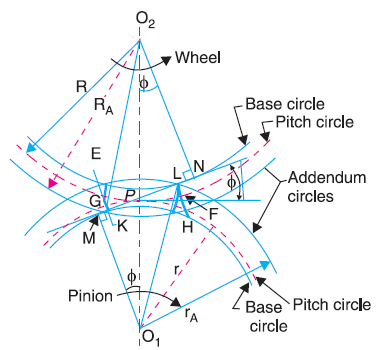 O2
Wheel
R
RA
ϕ
Base circle
Pitch circle
E
N
L
P
ϕ
Addendum
circles
G
F
M
K
H
ϕ
r
Pinion
rA
Base
circle
Pitch circle
O1